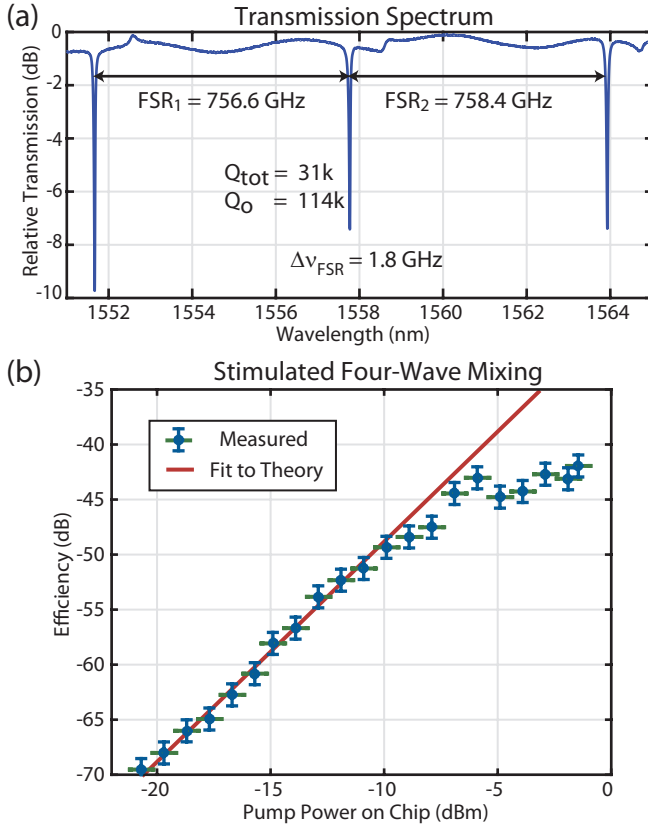 (a) Transmission Spectrum
Relative Transmission (dB)
0
-2
-4
-6
-8
-10
FSR1 = 756.6 GHz
FSR2 = 758.4 GHz
Qtot = 31k
Qo = 114k
ΔνFSR = 1.8 GHz
1552 1554 1556 1558 1560 1562 1564
Wavelength (nm)
(b) Stimulated Four-Wave Mixing
Efficiency (dB)
-35
-40
-45
-50
-55
-60
-65
-70
Measured
Fit to Theory
-20 -15 -10 -5 0
Pump Power on Chip (dBm)